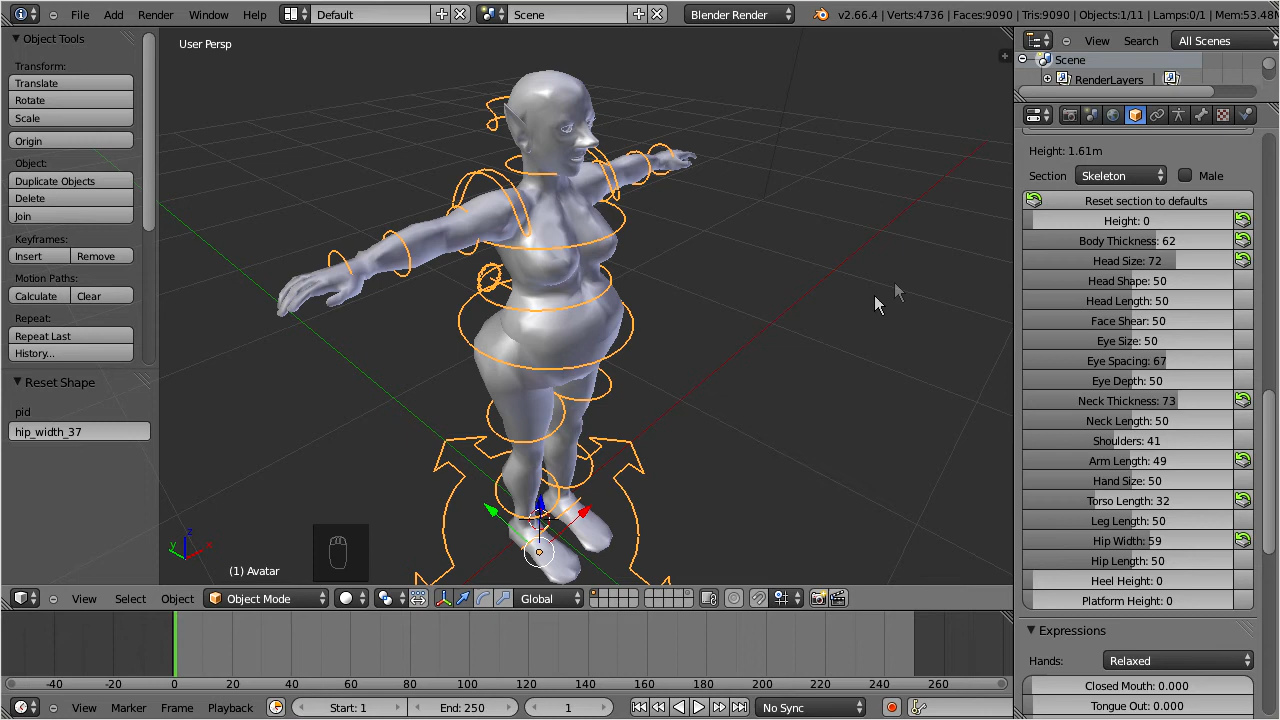 File Add Render Window Help Default Scene Blender Render v2.66.4 | Verts:4736 | Faces:9090 | Tris:9090 | Objects:1/11 | Lamps:0/1 | Mem:53.48M
Object Tools
Transform:
Translate
Rotate
Scale
Origin
Object:
Duplicate Objects
Delete
Join
Keyframes:
Insert Remove
Motion Paths:
Calculate Clear
Repeat:
Repeat Last
History...
Reset Shape
pid
hip_width_37
User Persp
z
y x
(1) Avatar
View Select Object Object Mode Global
-40 -20 0 20 40 60 80 100 120 140 160 180 200 220 240 260
View Marker Frame Playback Start: 1 End: 250 1 No Sync
View Search All Scenes
Scene
RenderLayers |
Height: 1.61m
Section Skeleton Male
Reset section to defaults
Height: 0
Body Thickness: 62
Head Size: 72
Head Shape: 50
Head Length: 50
Face Shear: 50
Eye Size: 50
Eye Spacing: 67
Eye Depth: 50
Neck Thickness: 73
Neck Length: 50
Shoulders: 41
Arm Length: 49
Hand Size: 50
Torso Length: 32
Leg Length: 50
Hip Width: 59
Hip Length: 50
Heel Height: 0
Platform Height: 0
Expressions
Hands: Relaxed
Closed Mouth: 0.000
Tongue Out: 0.000